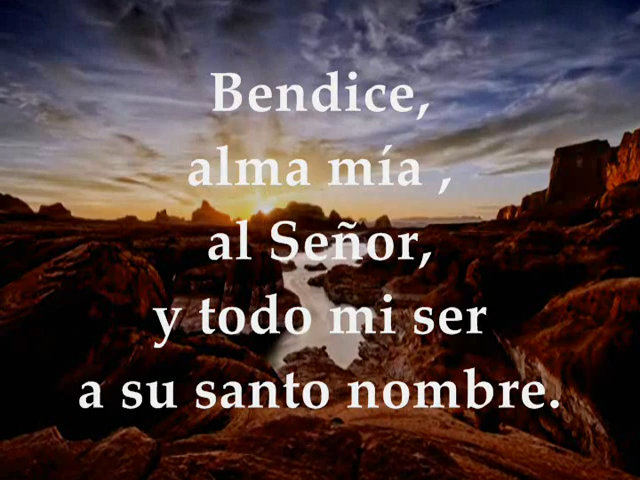 Bendice,
alma mía ,
al Señor,
y todo mi ser
a su santo nombre.